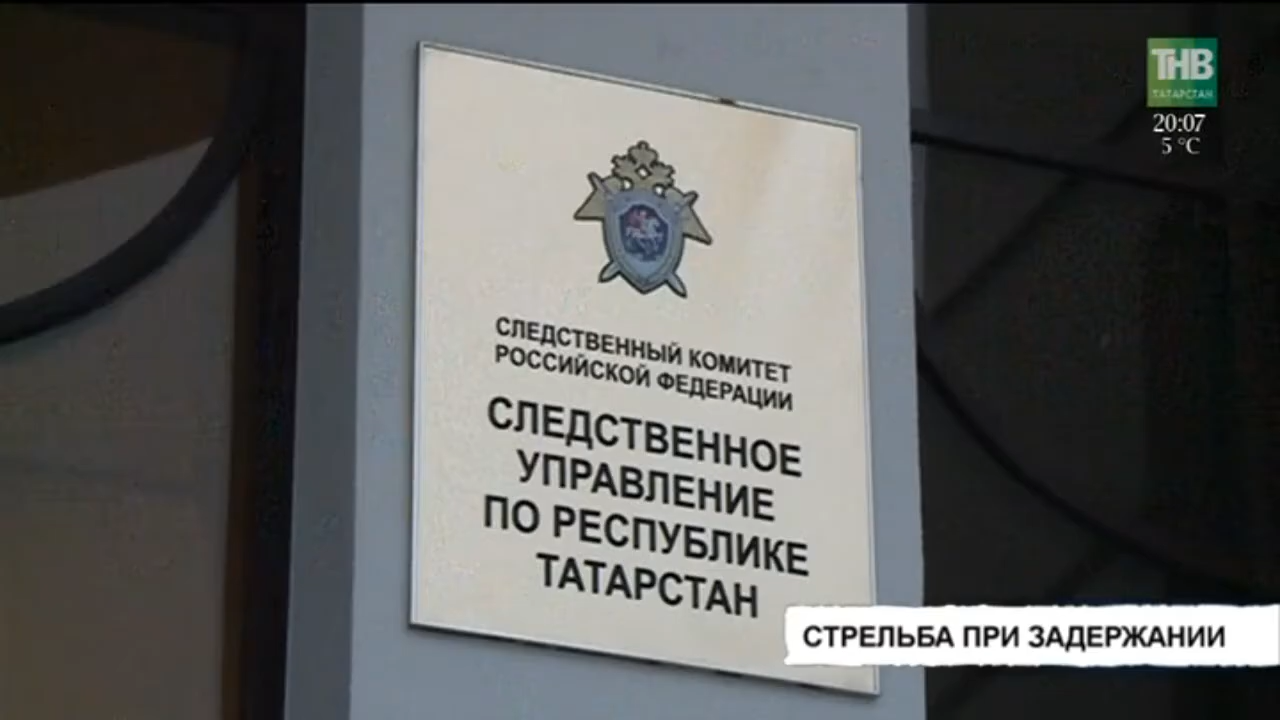 ТНВ
ТАТАРСТАН
20:07
5 °C
СЛЕДСТВЕННЫЙ КОМИТЕТ
РОССИЙСКОЙ ФЕДЕРАЦИИ
СЛЕДСТВЕННОЕ
УПРАВЛЕНИЕ
ПО РЕСПУБЛИКЕ
ТАТАРСТАН
СТРЕЛЬБА ПРИ ЗАДЕРЖАНИИ